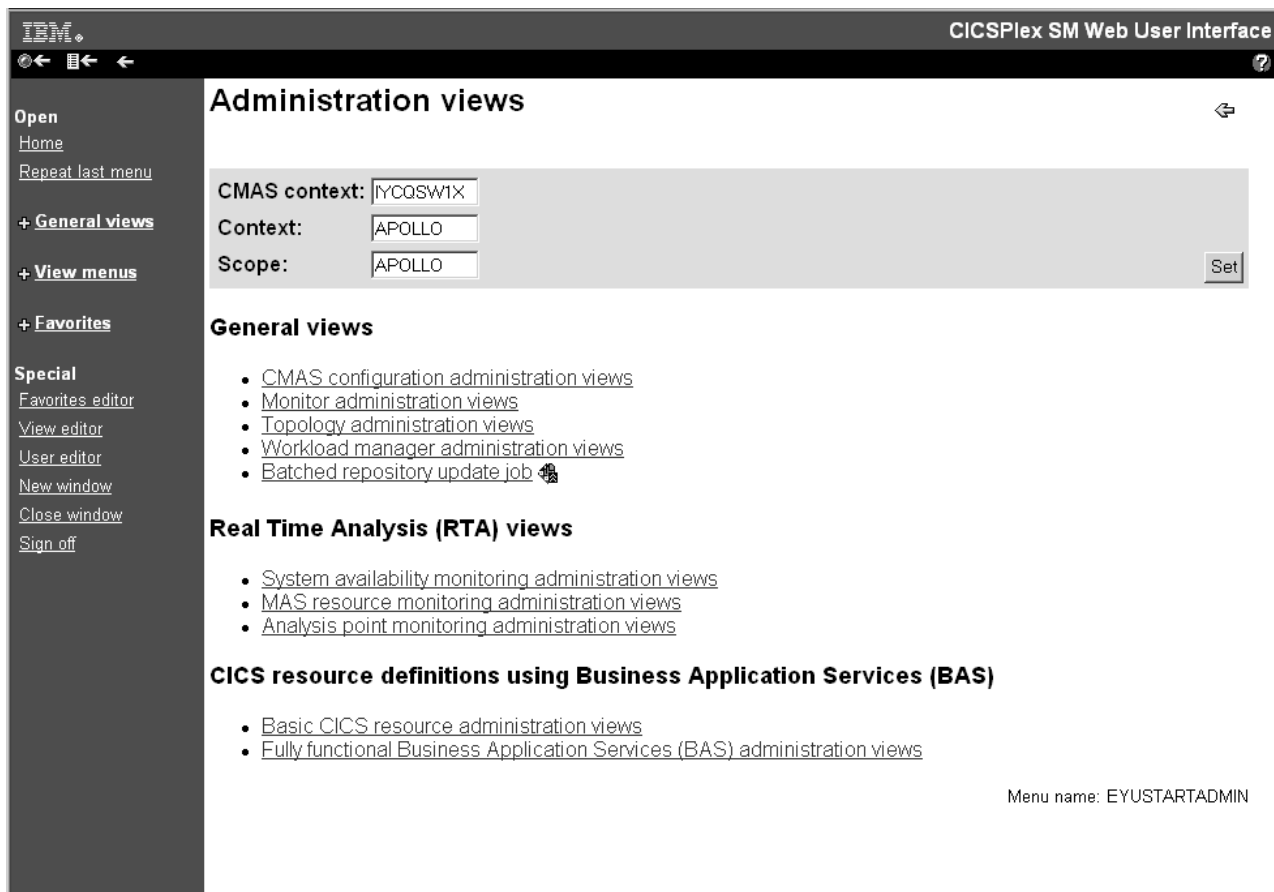 IBM.
CICSPlex SM Web User Interface
?
Open
Home
Repeat last menu
+ General views
+ View menus
+ Favorites
Special
Favorites editor
View editor
User editor
New window
Close window
Sign off
Administration views
CMAS context: IYCQSW1X
Context: APOLLO
Scope: APOLLO
Set
General views
• CMAS configuration administration views
• Monitor administration views
• Topology administration views
• Workload manager administration views
• Batched repository update job
Real Time Analysis (RTA) views
• System availability monitoring administration views
• MAS resource monitoring administration views
• Analysis point monitoring administration views
CICS resource definitions using Business Application Services (BAS)
• Basic CICS resource administration views
• Fully functional Business Application Services (BAS) administration views
Menu name: EYUSTARTADMIN